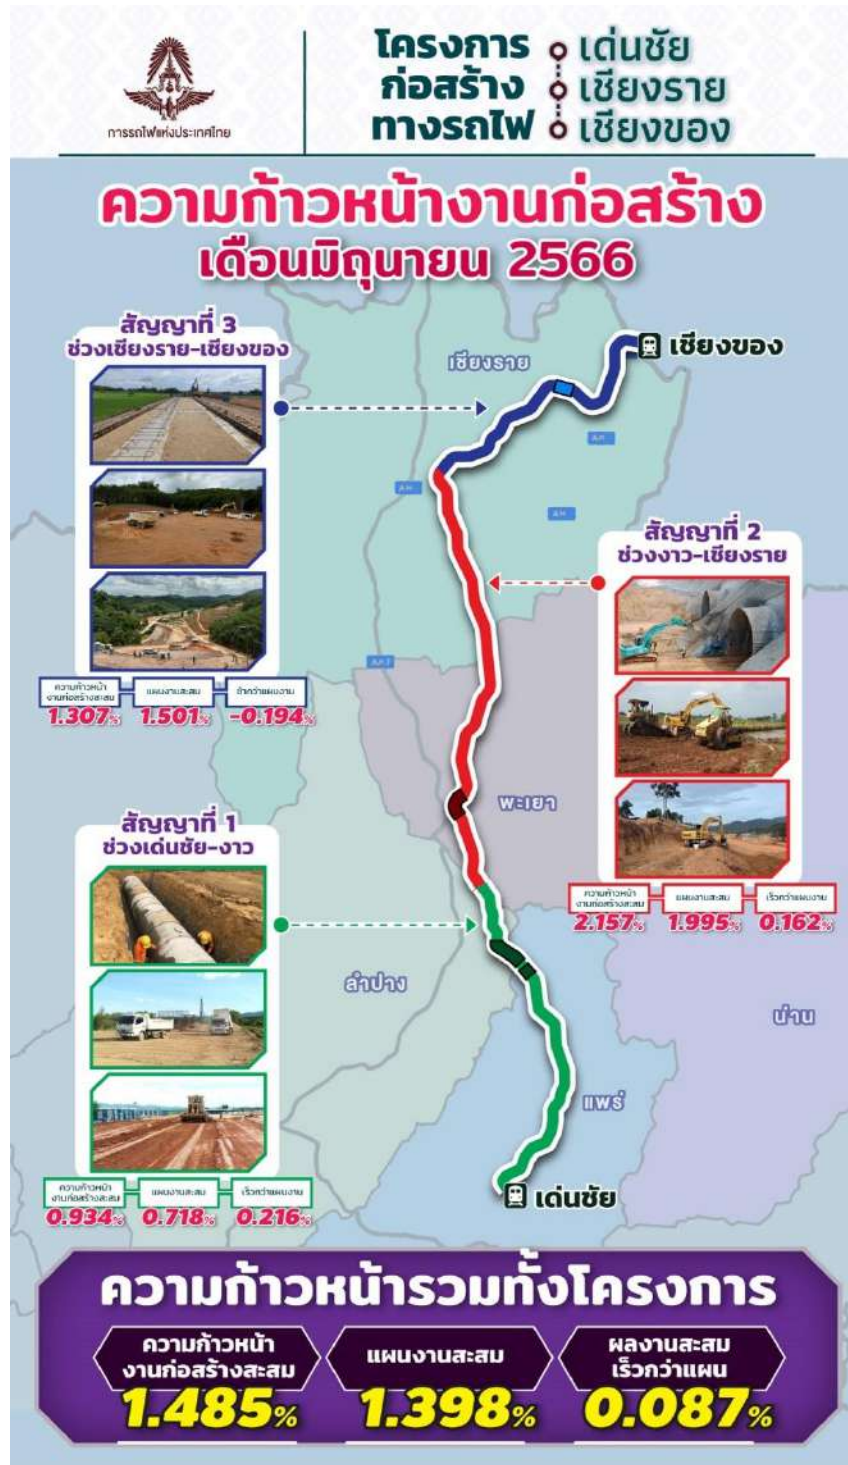 การรถไฟแห่งประเทศไทย
โครงการ
ก่อสร้าง
ทางรถไฟ
เด่นชัย
เชียงราย
เชียงของ
ความก้าวหน้างานก่อสร้าง
เดือนมิถุนายน 2566
สัญญาที่ 3
ช่วงเชียงราย-เชียงของ
เชียงราย
เชียงของ
ความก้าวหน้า
งานก่อสร้างสะสม
1.307%
แผนงานสะสม
1.501%
ช้ากว่าแผนงาน
-0.194%
สัญญาที่ 2
ช่วงงาว-เชียงราย
ความก้าวหน้า
งานก่อสร้างสะสม
2.157%
แผนงานสะสม
1.995%
เร็วกว่าแผนงาน
0.162%
พะเยา
สัญญาที่ 1
ช่วงเด่นชัย-งาว
ความก้าวหน้า
งานก่อสร้างสะสม
0.934%
แผนงานสะสม
0.718%
เร็วกว่าแผนงาน
0.216%
ลำปาง
น่าน
แพร่
เด่นชัย
ความก้าวหน้ารวมทั้งโครงการ
ความก้าวหน้า
งานก่อสร้างสะสม
1.485%
แผนงานสะสม
1.398%
ผลงานสะสม
เร็วกว่าแผน
0.087%